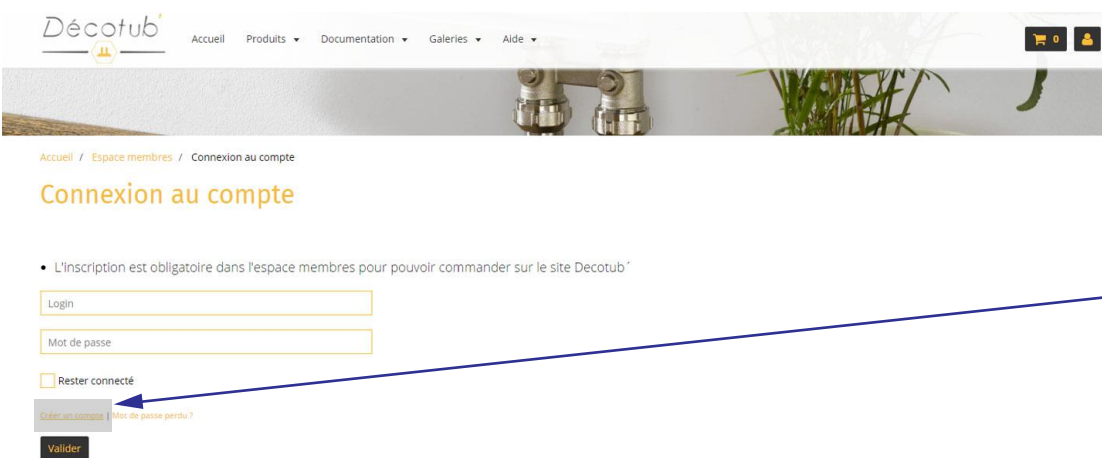 Décotub'
Accueil Produits Documentation Galeries Aide 0
Accueil / Espace membres / Connexion au compte
Connexion au compte
• L'inscription est obligatoire dans l'espace membres pour pouvoir commander sur le site Decotub´
Login
Mot de passe
Rester connecté
Créer un compte | Mot de passe perdu ?
Valider